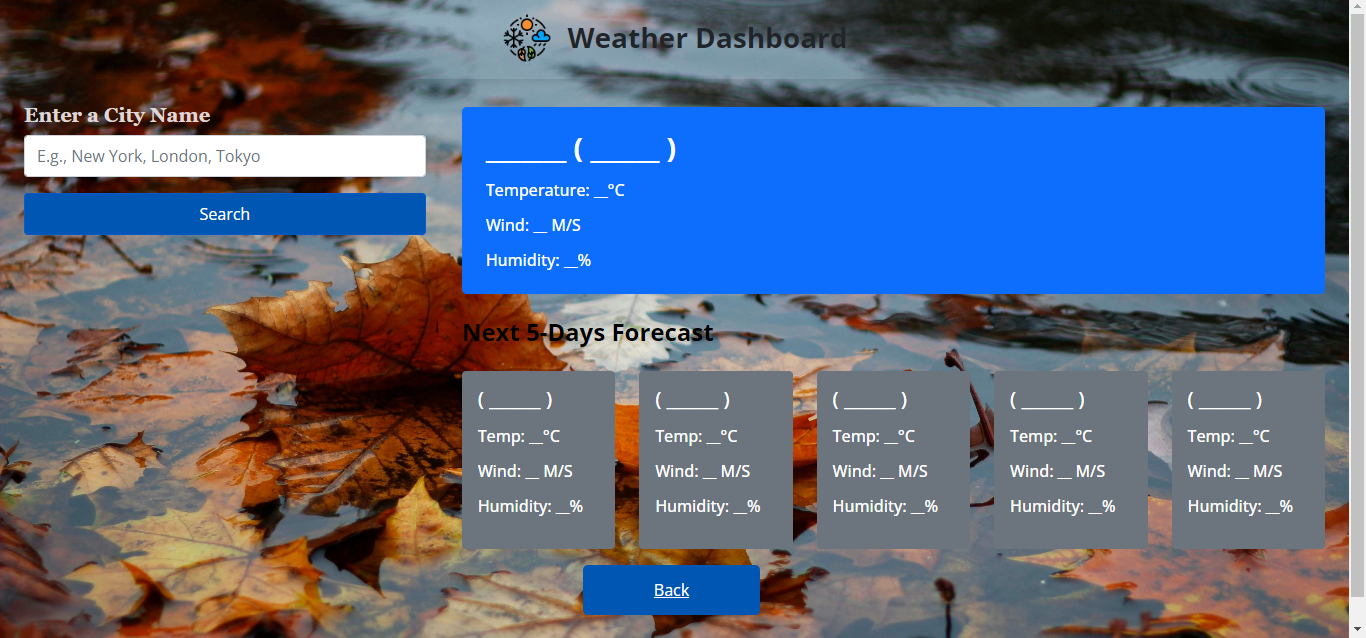 Weather Dashboard
Enter a City Name
E.g., New York, London, Tokyo
Search
______ ( ______ )
Temperature: __°C
Wind: __ M/S
Humidity: __%
Next 5-Days Forecast
( ______ )
Temp: __°C
Wind: __ M/S
Humidity: __%
( ______ )
Temp: __°C
Wind: __ M/S
Humidity: __%
( ______ )
Temp: __°C
Wind: __ M/S
Humidity: __%
( ______ )
Temp: __°C
Wind: __ M/S
Humidity: __%
( ______ )
Temp: __°C
Wind: __ M/S
Humidity: __%
Back